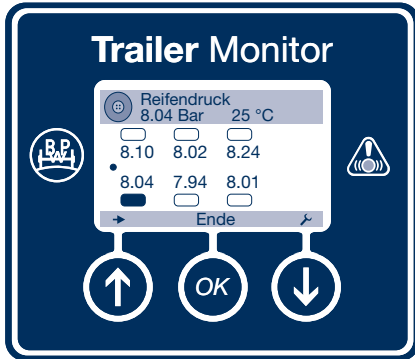 Trailer Monitor
Reifendruck
8.04 Bar 25 °C
8.10 8.02 8.24
8.04 7.94 8.01
Ende
BPW
OK